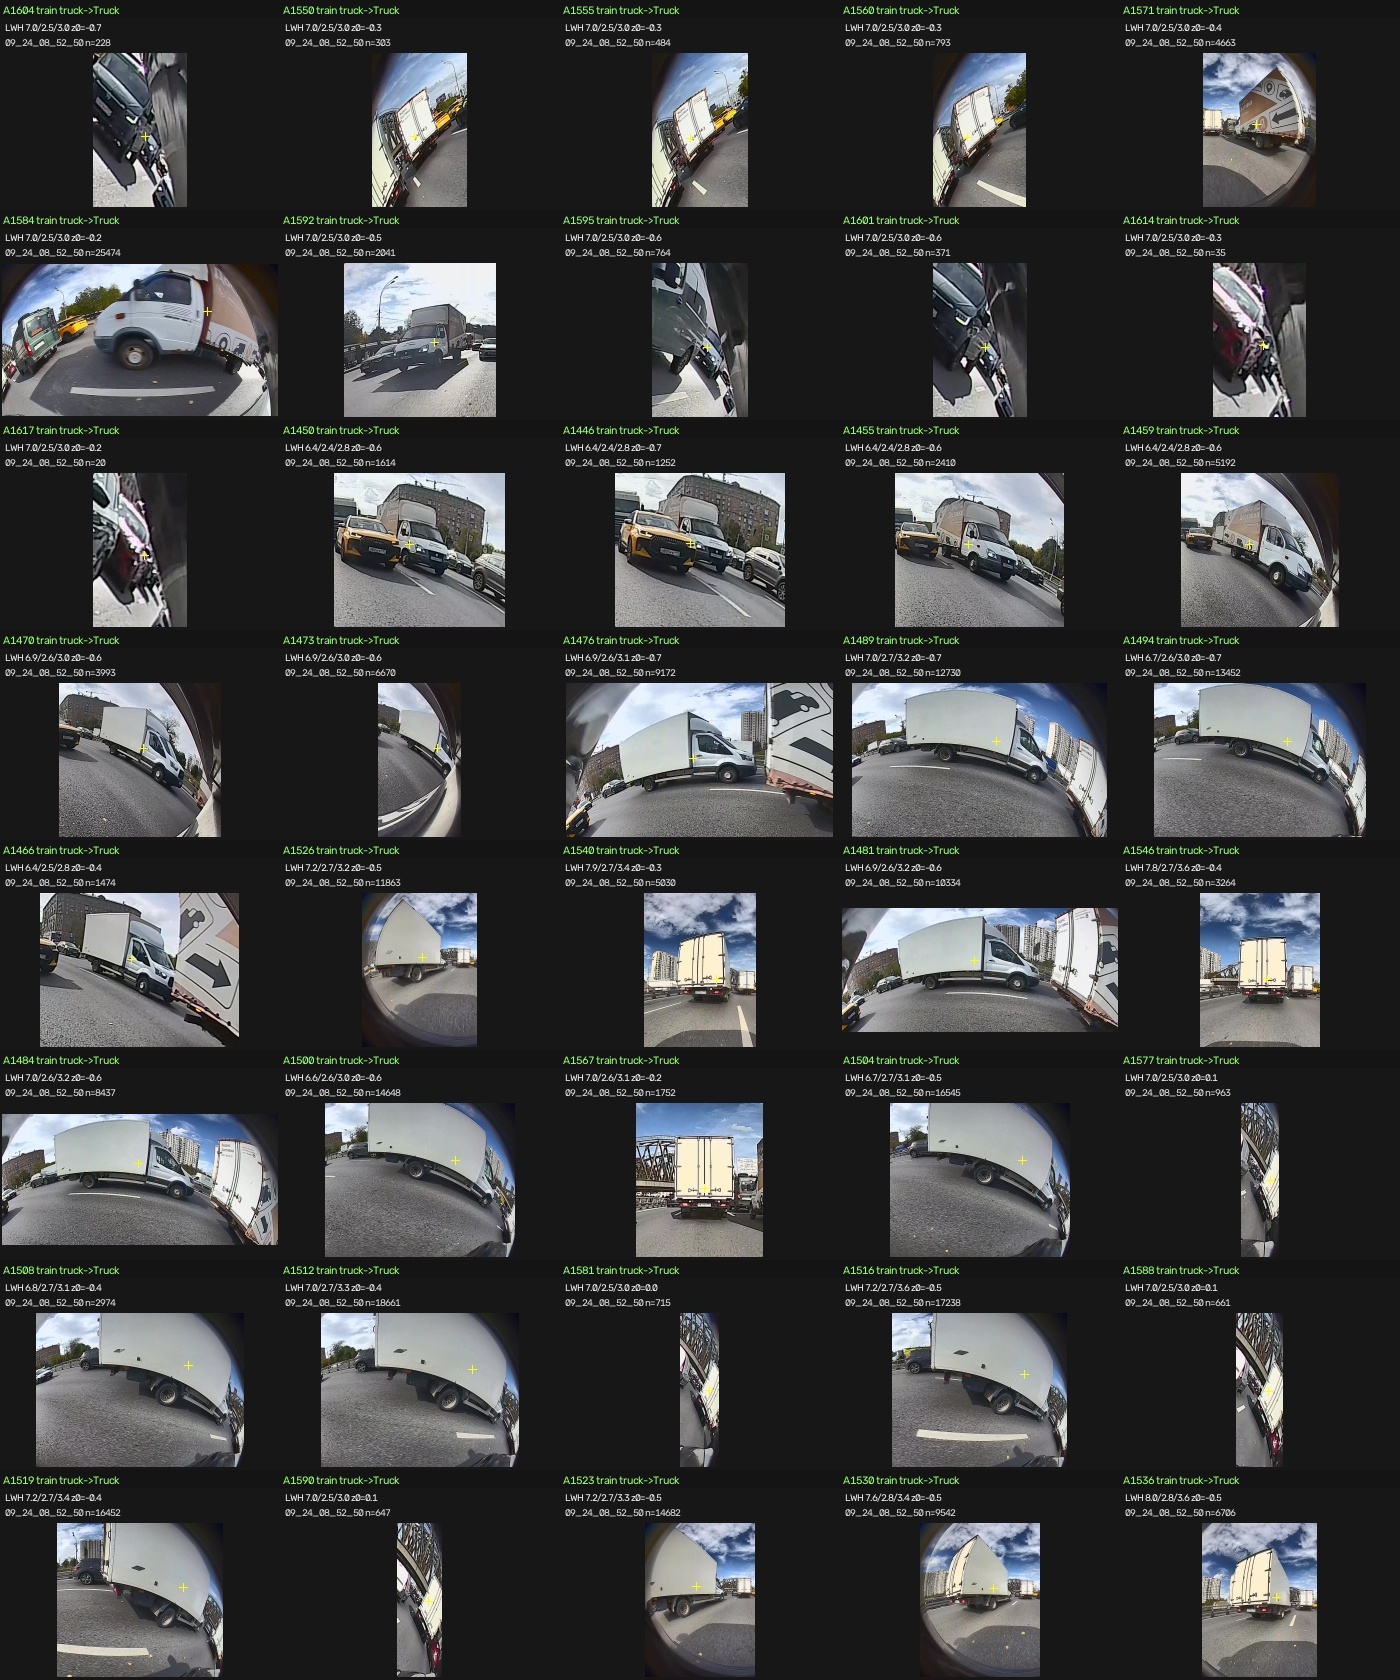 A1604 train truck->Truck
LWH 7.0/2.5/3.0 z0=-0.7
09_24_08_52_50 n=228
A1550 train truck->Truck
LWH 7.0/2.5/3.0 z0=-0.3
09_24_08_52_50 n=303
A1555 train truck->Truck
LWH 7.0/2.5/3.0 z0=-0.3
09_24_08_52_50 n=484
A1560 train truck->Truck
LWH 7.0/2.5/3.0 z0=-0.3
09_24_08_52_50 n=793
A1571 train truck->Truck
LWH 7.0/2.5/3.0 z0=-0.4
09_24_08_52_50 n=4663
A1584 train truck->Truck
LWH 7.0/2.5/3.0 z0=-0.2
09_24_08_52_50 n=25474
A1592 train truck->Truck
LWH 7.0/2.5/3.0 z0=-0.5
09_24_08_52_50 n=2041
A1595 train truck->Truck
LWH 7.0/2.5/3.0 z0=-0.6
09_24_08_52_50 n=764
A1601 train truck->Truck
LWH 7.0/2.5/3.0 z0=-0.6
09_24_08_52_50 n=371
A1614 train truck->Truck
LWH 7.0/2.5/3.0 z0=-0.3
09_24_08_52_50 n=35
A1617 train truck->Truck
LWH 7.0/2.5/3.0 z0=-0.2
09_24_08_52_50 n=20
A1450 train truck->Truck
LWH 6.4/2.4/2.8 z0=-0.6
09_24_08_52_50 n=1614
A1446 train truck->Truck
LWH 6.4/2.4/2.8 z0=-0.7
09_24_08_52_50 n=1252
A1455 train truck->Truck
LWH 6.4/2.4/2.8 z0=-0.6
09_24_08_52_50 n=2410
A1459 train truck->Truck
LWH 6.4/2.4/2.8 z0=-0.6
09_24_08_52_50 n=5192
A1470 train truck->Truck
LWH 6.9/2.6/3.0 z0=-0.6
09_24_08_52_50 n=3993
A1473 train truck->Truck
LWH 6.9/2.6/3.0 z0=-0.6
09_24_08_52_50 n=6670
A1476 train truck->Truck
LWH 6.9/2.6/3.1 z0=-0.7
09_24_08_52_50 n=9172
A1489 train truck->Truck
LWH 7.0/2.7/3.2 z0=-0.7
09_24_08_52_50 n=12730
A1494 train truck->Truck
LWH 6.7/2.6/3.0 z0=-0.7
09_24_08_52_50 n=13452
A1466 train truck->Truck
LWH 6.4/2.5/2.8 z0=-0.4
09_24_08_52_50 n=1474
A1526 train truck->Truck
LWH 7.2/2.7/3.2 z0=-0.5
09_24_08_52_50 n=11863
A1540 train truck->Truck
LWH 7.9/2.7/3.4 z0=-0.3
09_24_08_52_50 n=5030
A1481 train truck->Truck
LWH 6.9/2.6/3.2 z0=-0.6
09_24_08_52_50 n=10334
A1546 train truck->Truck
LWH 7.8/2.7/3.6 z0=-0.4
09_24_08_52_50 n=3264
A1484 train truck->Truck
LWH 7.0/2.6/3.2 z0=-0.6
09_24_08_52_50 n=8437
A1500 train truck->Truck
LWH 6.6/2.6/3.0 z0=-0.6
09_24_08_52_50 n=14648
A1567 train truck->Truck
LWH 7.0/2.6/3.1 z0=-0.2
09_24_08_52_50 n=1752
A1504 train truck->Truck
LWH 6.7/2.7/3.1 z0=-0.5
09_24_08_52_50 n=16545
A1577 train truck->Truck
LWH 7.0/2.5/3.0 z0=0.1
09_24_08_52_50 n=963
A1508 train truck->Truck
LWH 6.8/2.7/3.1 z0=-0.4
09_24_08_52_50 n=2974
A1512 train truck->Truck
LWH 7.0/2.7/3.3 z0=-0.4
09_24_08_52_50 n=18661
A1581 train truck->Truck
LWH 7.0/2.5/3.0 z0=0.0
09_24_08_52_50 n=715
A1516 train truck->Truck
LWH 7.2/2.7/3.6 z0=-0.5
09_24_08_52_50 n=17238
A1588 train truck->Truck
LWH 7.0/2.5/3.0 z0=0.1
09_24_08_52_50 n=661
A1519 train truck->Truck
LWH 7.2/2.7/3.4 z0=-0.4
09_24_08_52_50 n=16452
A1590 train truck->Truck
LWH 7.0/2.5/3.0 z0=0.1
09_24_08_52_50 n=647
A1523 train truck->Truck
LWH 7.2/2.7/3.3 z0=-0.5
09_24_08_52_50 n=14682
A1530 train truck->Truck
LWH 7.6/2.8/3.4 z0=-0.5
09_24_08_52_50 n=9542
A1536 train truck->Truck
LWH 8.0/2.8/3.6 z0=-0.5
09_24_08_52_50 n=6706